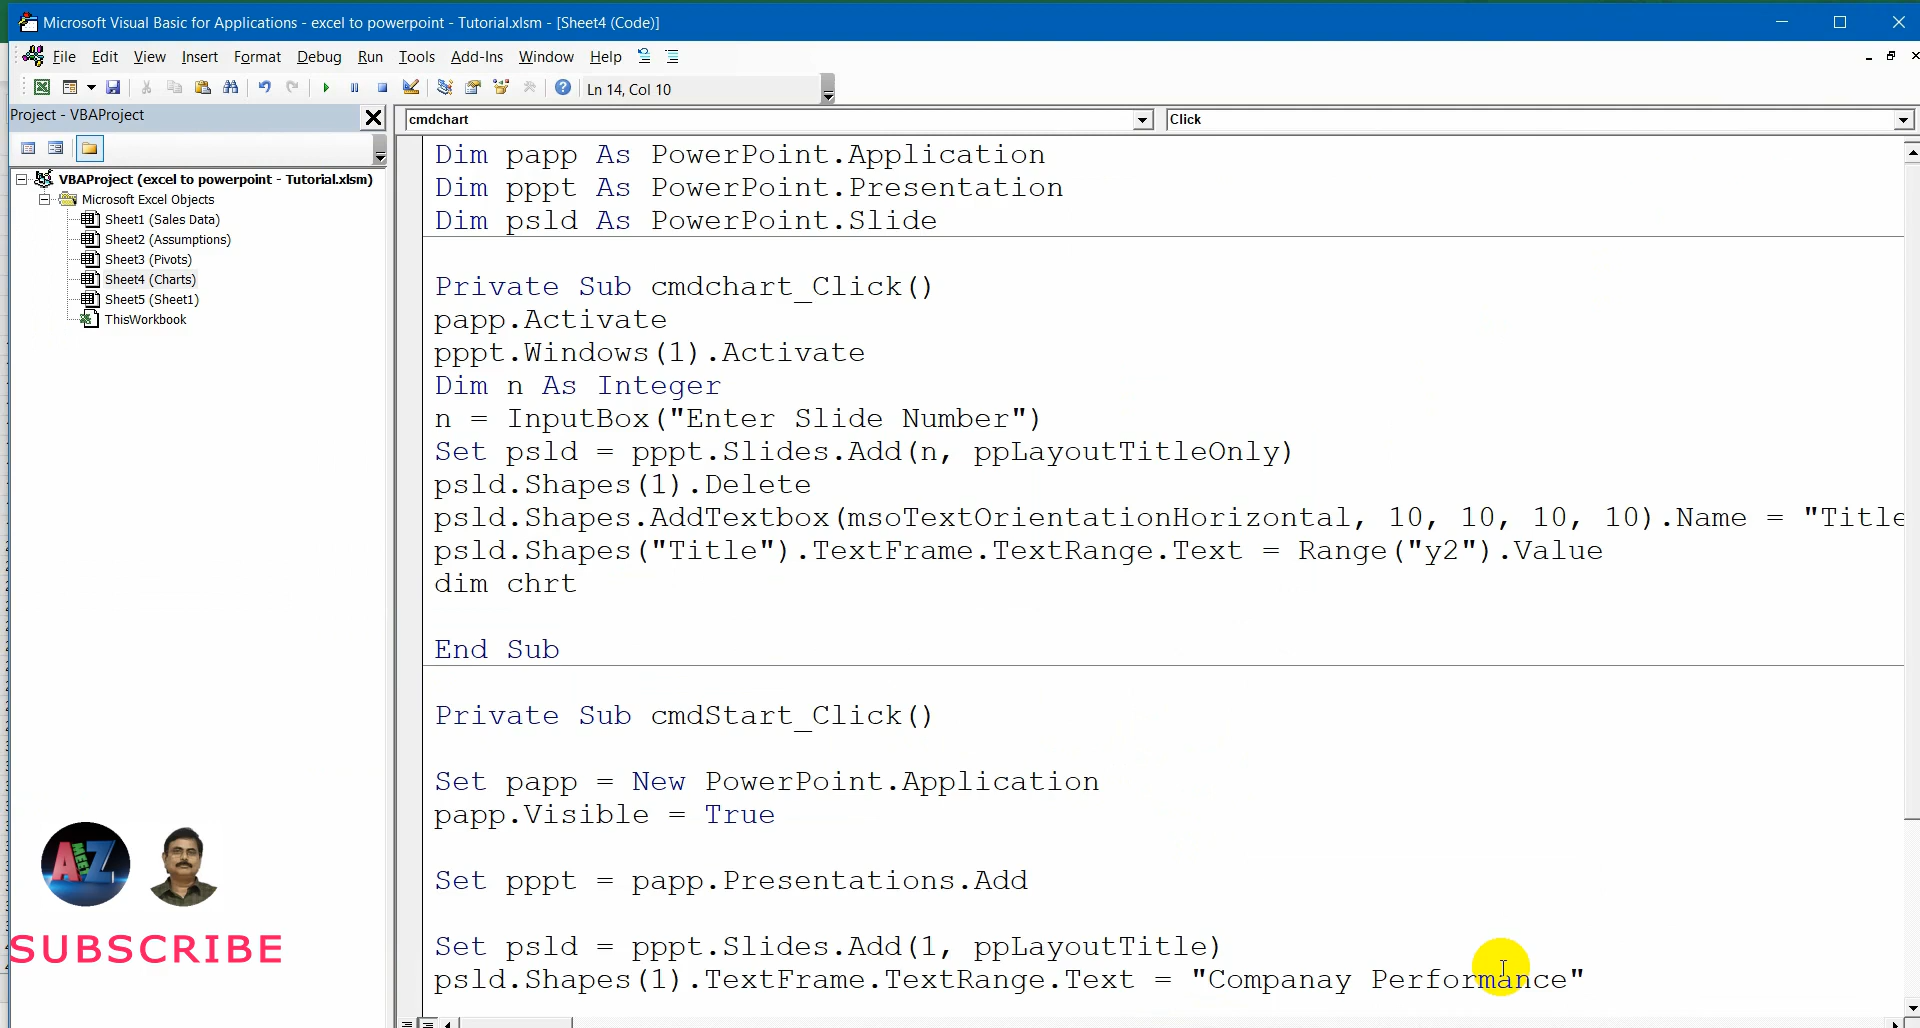 Microsoft Visual Basic for Applications - excel to powerpoint - Tutorial.xlsm - [Sheet4 (Code)]
File Edit View Insert Format Debug Run Tools Add-Ins Window Help
Ln 14, Col 10
Project - VBAProject
VBAProject (excel to powerpoint - Tutorial.xlsm)
Microsoft Excel Objects
Sheet1 (Sales Data)
Sheet2 (Assumptions)
Sheet3 (Pivots)
Sheet4 (Charts)
Sheet5 (Sheet1)
ThisWorkbook
cmdchart
Click
Dim papp As PowerPoint.Application
Dim pppt As PowerPoint.Presentation
Dim psld As PowerPoint.Slide
Private Sub cmdchart_Click()
papp.Activate
pppt.Windows(1).Activate
Dim n As Integer
n = InputBox("Enter Slide Number")
Set psld = pppt.Slides.Add(n, ppLayoutTitleOnly)
psld.Shapes(1).Delete
psld.Shapes.AddTextbox(msoTextOrientationHorizontal, 10, 10, 10, 10).Name = "Title
psld.Shapes("Title").TextFrame.TextRange.Text = Range("y2").Value
dim chrt
End Sub
Private Sub cmdStart_Click()
Set papp = New PowerPoint.Application
papp.Visible = True
Set pppt = papp.Presentations.Add
Set psld = pppt.Slides.Add(1, ppLayoutTitle)
psld.Shapes(1).TextFrame.TextRange.Text = "Companay Performance"
A MEET Z
SUBSCRIBE